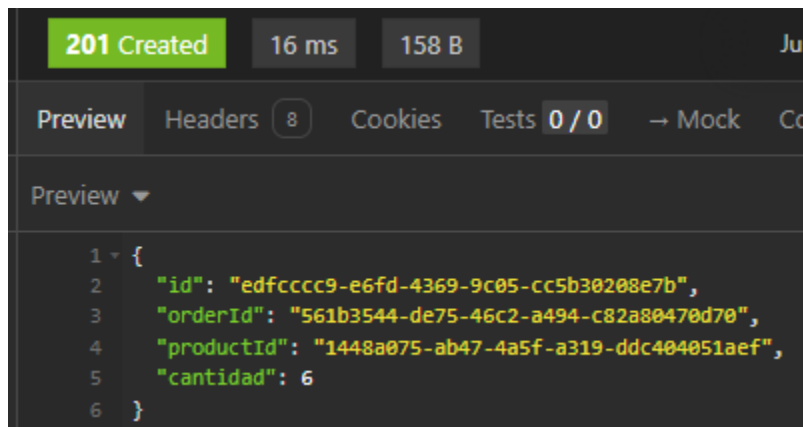 201 Created 16 ms 158 B Ju
Preview Headers 8 Cookies Tests 0 / 0 → Mock Co
Preview
1 {
2 "id": "edfcccc9-e6fd-4369-9c05-cc5b30208e7b",
3 "orderId": "561b3544-de75-46c2-a494-c82a80470d70",
4 "productId": "1448a075-ab47-4a5f-a319-ddc404051aef",
5 "cantidad": 6
6 }